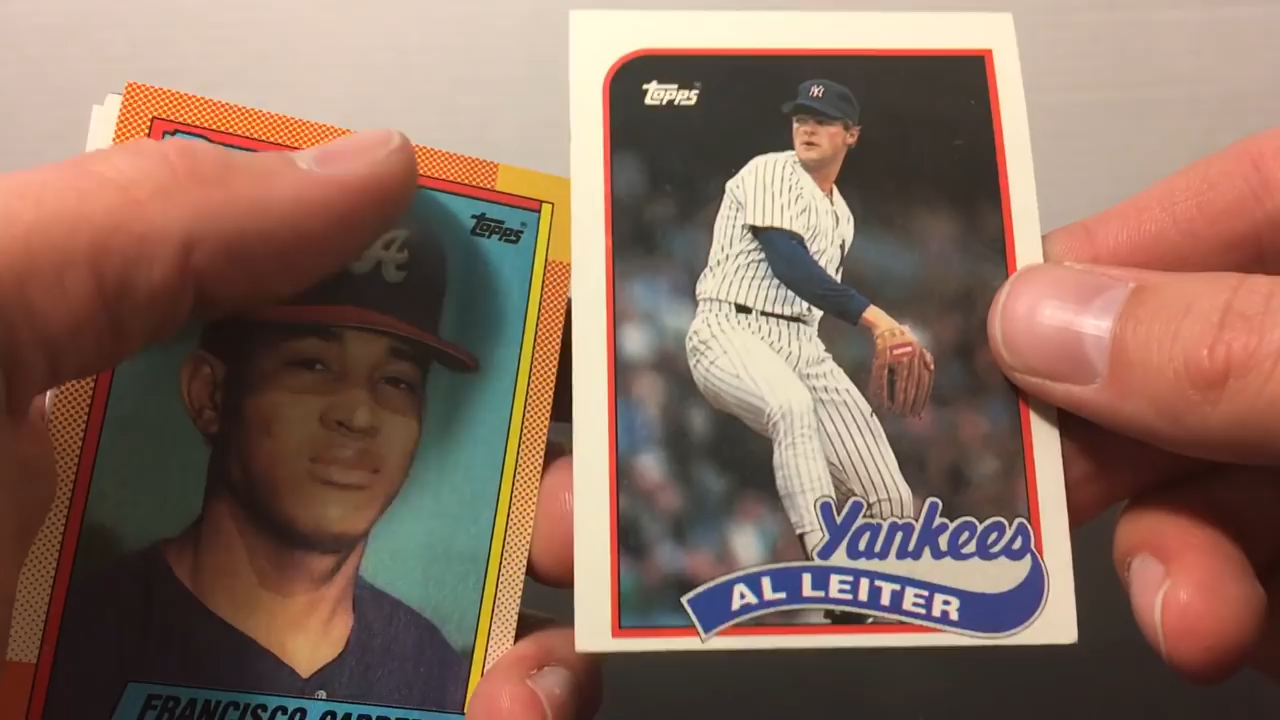 topps
Yankees
AL LEITER
topps
A
FRANCISCO